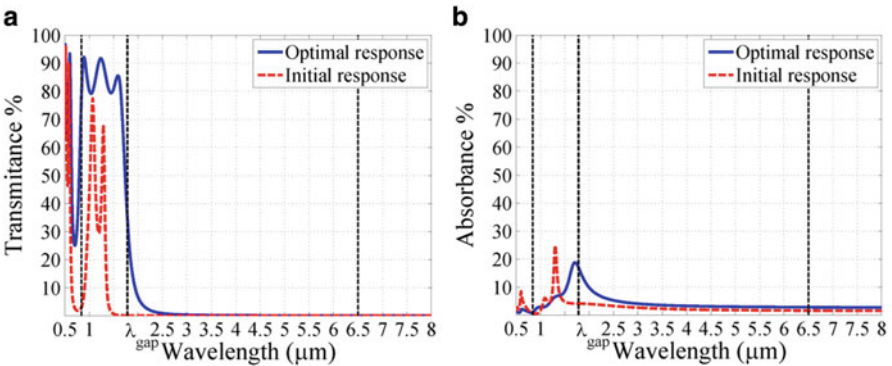 a
100
90
80
70
60
50
40
30
20
10
Transmitance %
Optimal response
Initial response
0.5 1 λgap 2.5 3 3.5 4 4.5 5 5.5 6 6.5 7 7.5 8
Wavelength (μm)
b
100
90
80
70
60
50
40
30
20
10
Absorbance %
Optimal response
Initial response
0.5 1 λgap 2.5 3 3.5 4 4.5 5 5.5 6 6.5 7 7.5 8
Wavelength (μm)